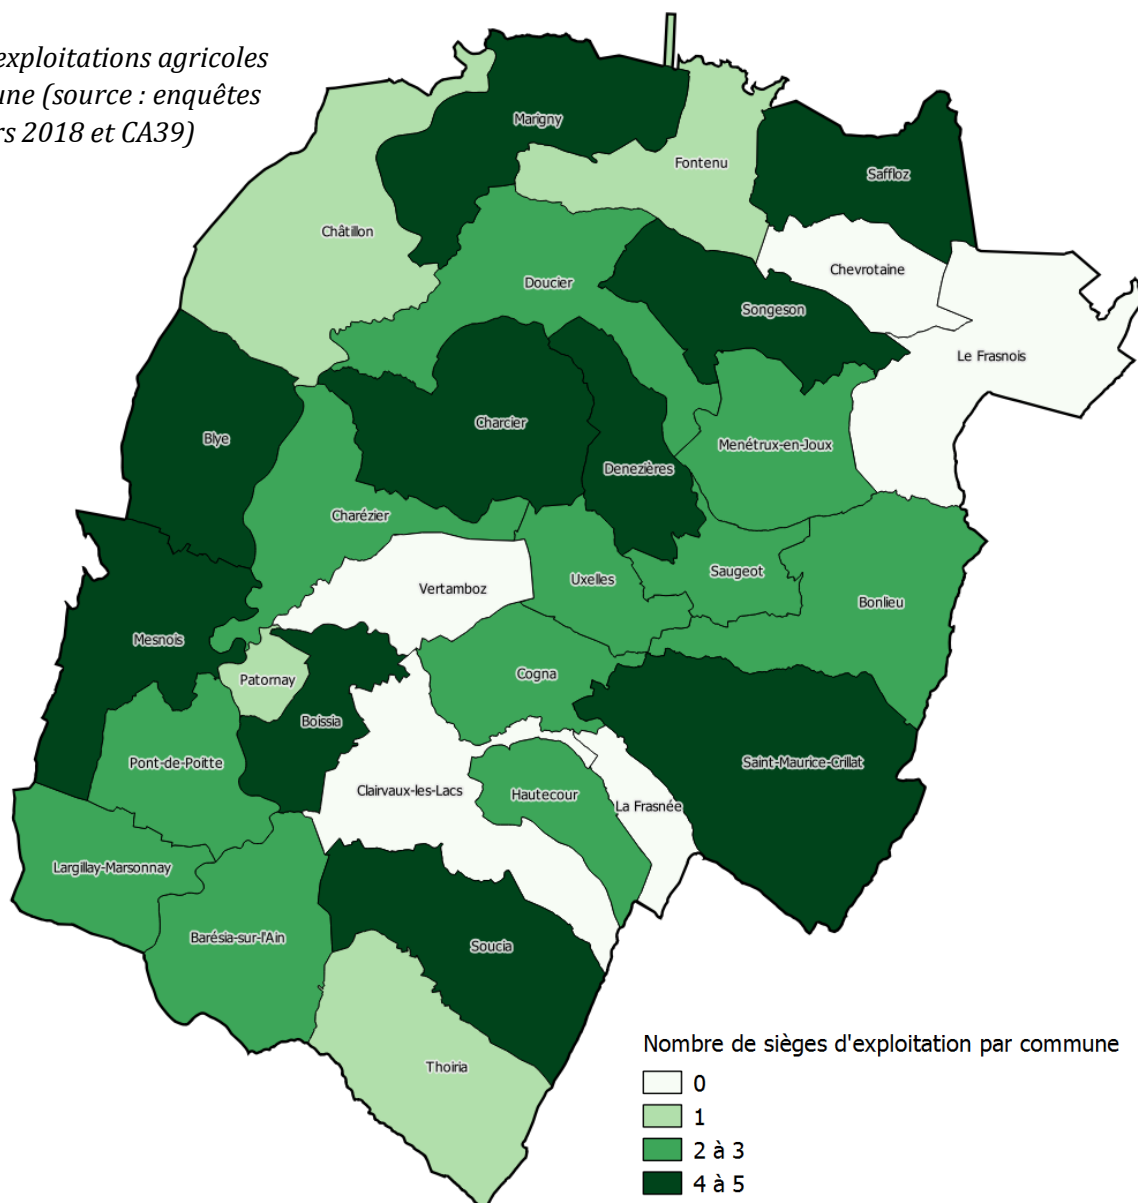 exploitations agricoles
une (source : enquêtes
rs 2018 et CA39)
Marigny
Fontenu
Saffloz
Châtillon
Chevrotaine
Doucier
Songeson
Le Frasnois
Charcier
Blye
Menétrux-en-Joux
Denezières
Charézier
Saugeot
Uxelles
Vertamboz
Bonlieu
Mesnois
Cogna
Patornay
Boissia
Pont-de-Poitte
Saint-Maurice-Crillat
Clairvaux-les-Lacs
Hautecour
La Frasnée
Largillay-Marsonnay
Barésia-sur-l'Ain
Soucia
Thoiria
Nombre de sièges d'exploitation par commune
0
1
2 à 3
4 à 5